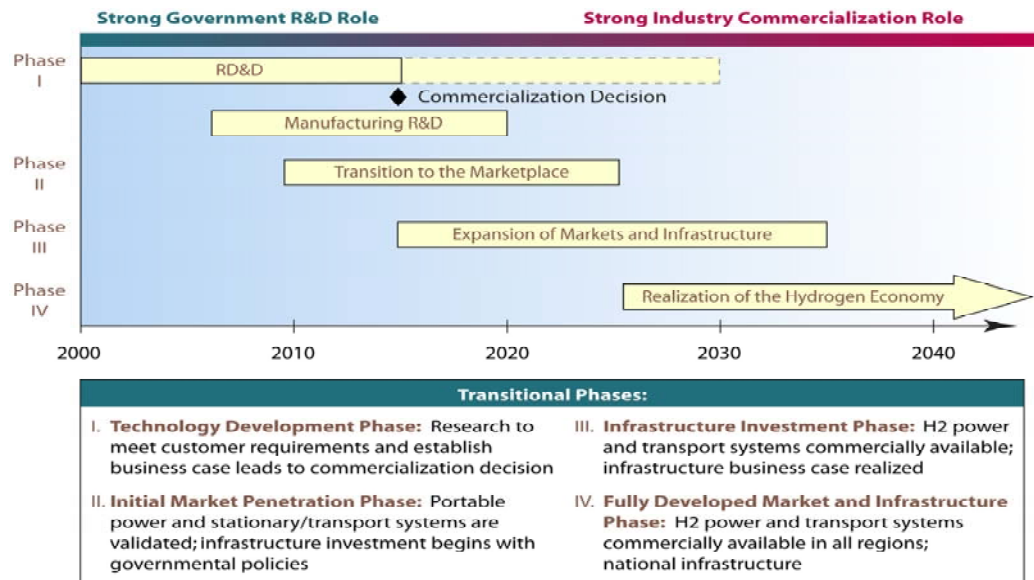 Strong Government R&D Role
Strong Industry Commercialization Role
Phase
I
RD&D
Commercialization Decision
Manufacturing R&D
Phase
II
Transition to the Marketplace
Phase
III
Expansion of Markets and Infrastructure
Phase
IV
Realization of the Hydrogen Economy
2000
2010
2020
2030
2040
Transitional Phases:
I. Technology Development Phase: Research to
meet customer requirements and establish
business case leads to commercialization decision
II. Initial Market Penetration Phase: Portable
power and stationary/transport systems are
validated; infrastructure investment begins with
governmental policies
III. Infrastructure Investment Phase: H2 power
and transport systems commercially available;
infrastructure business case realized
IV. Fully Developed Market and Infrastructure
Phase: H2 power and transport systems
commercially available in all regions;
national infrastructure